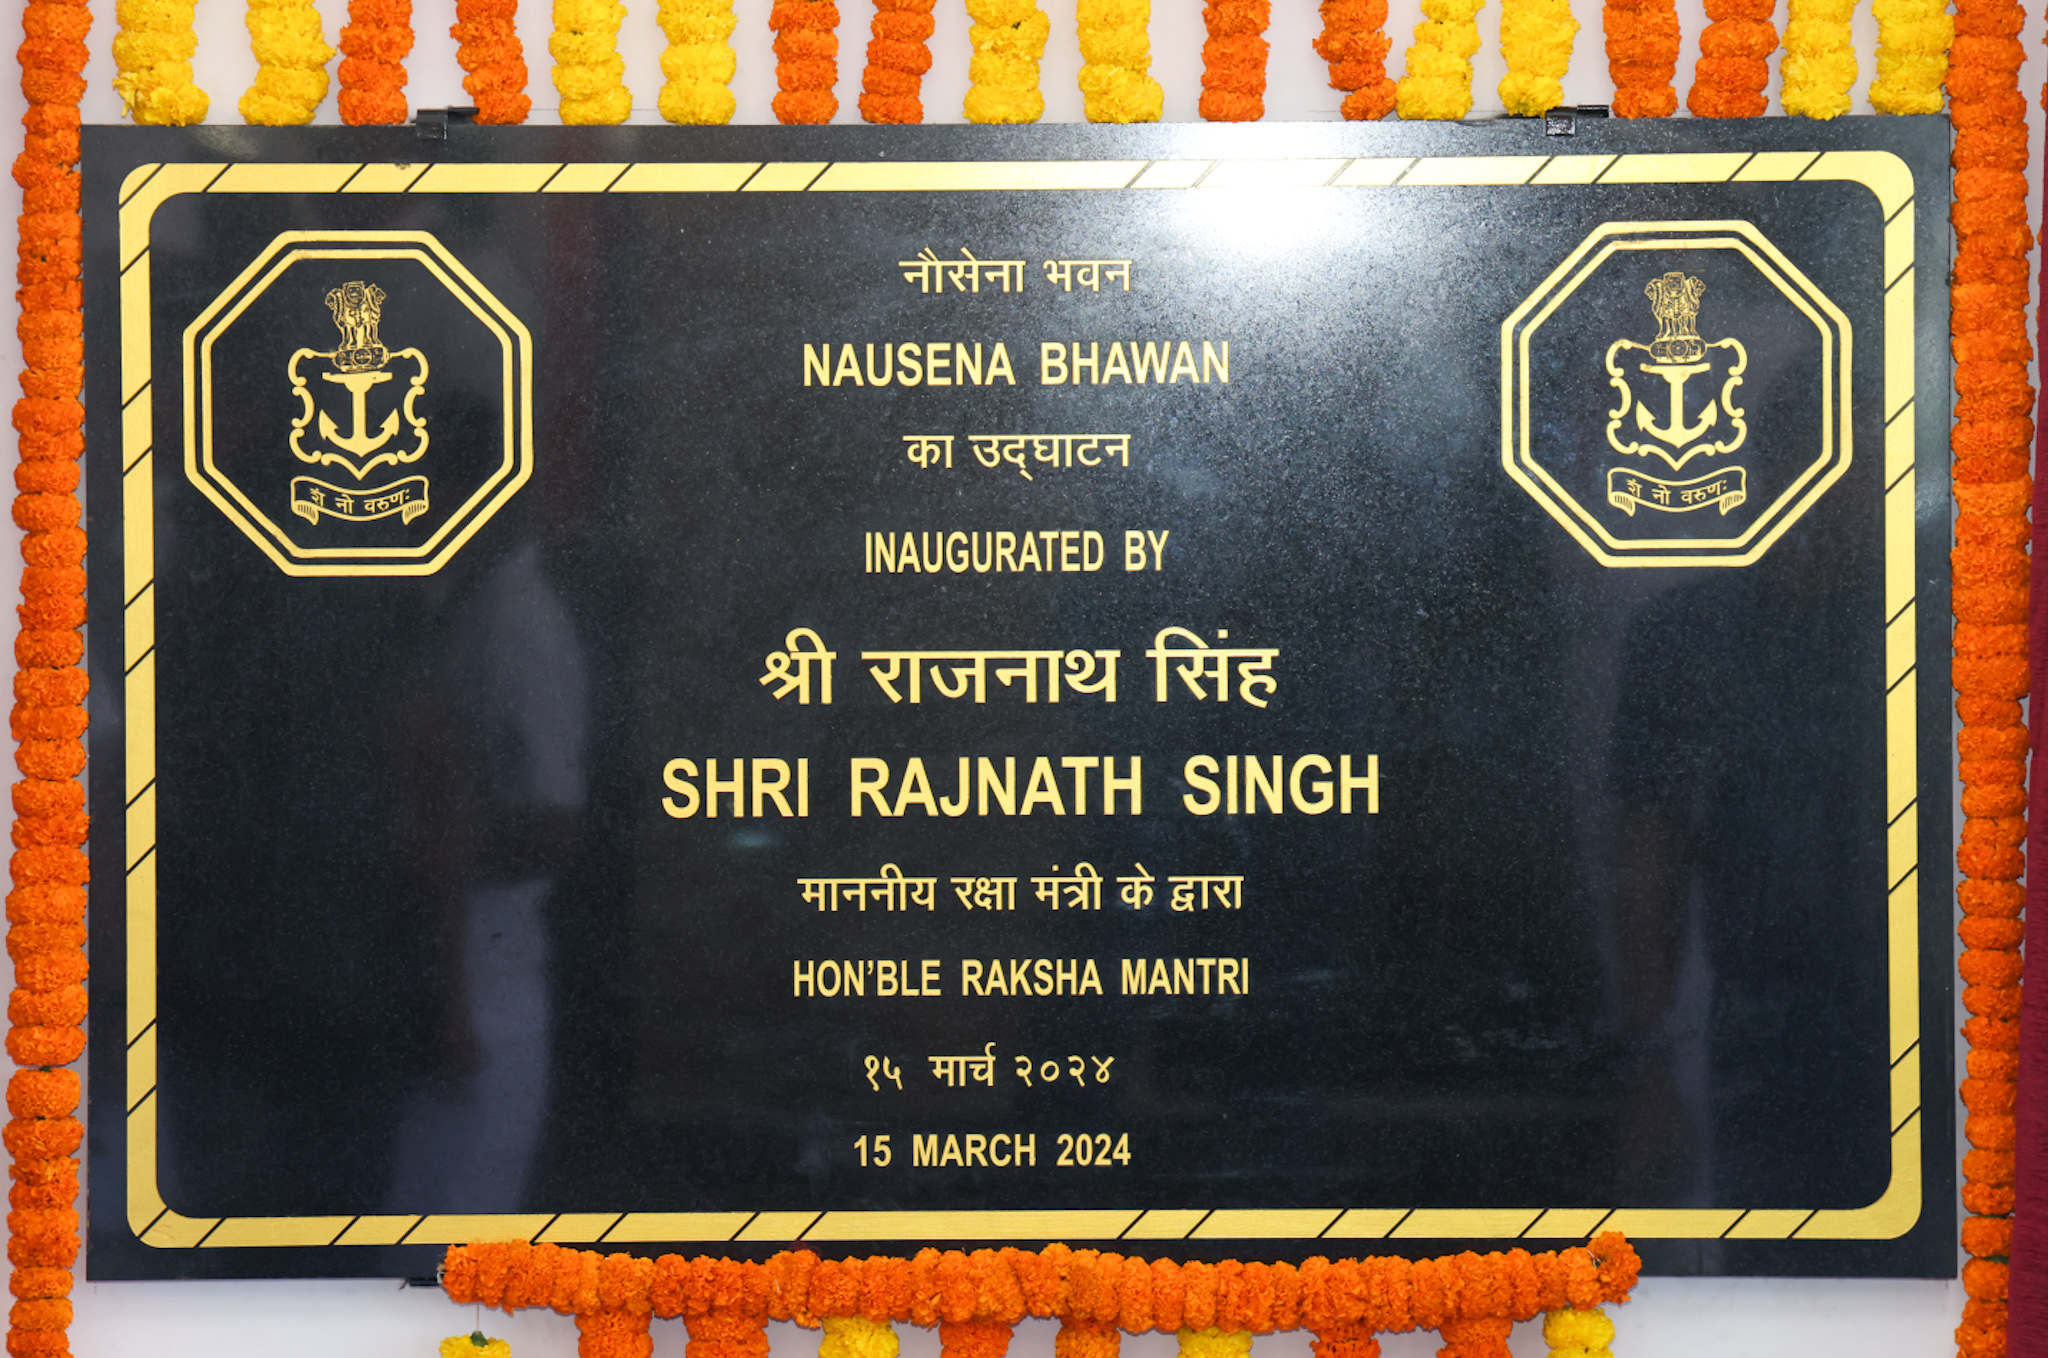 शं नो वरुणः
शं नो वरुणः
नौसेना भवन
NAUSENA BHAWAN
का उद्घाटन
INAUGURATED BY
श्री राजनाथ सिंह
SHRI RAJNATH SINGH
माननीय रक्षा मंत्री के द्वारा
HON'BLE RAKSHA MANTRI
१५ मार्च २०२४
15 MARCH 2024